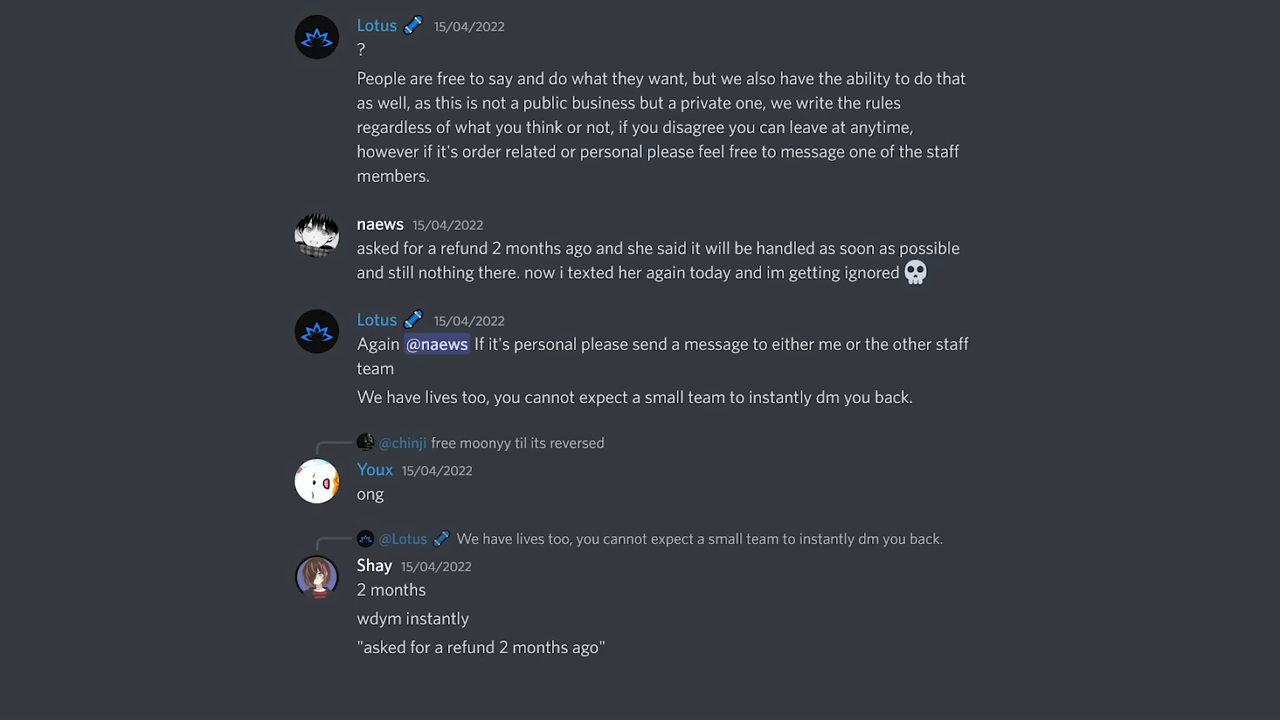 Lotus 15/04/2022
?
People are free to say and do what they want, but we also have the ability to do that
as well, as this is not a public business but a private one, we write the rules
regardless of what you think or not, if you disagree you can leave at anytime,
however if it's order related or personal please feel free to message one of the staff
members.
naews 15/04/2022
asked for a refund 2 months ago and she said it will be handled as soon as possible
and still nothing there. now i texted her again today and im getting ignored 💀
Lotus 15/04/2022
Again @naews If it's personal please send a message to either me or the other staff
team
We have lives too, you cannot expect a small team to instantly dm you back.
@chinji free moonyy til its reversed
Youx 15/04/2022
ong
@Lotus We have lives too, you cannot expect a small team to instantly dm you back.
Shay 15/04/2022
2 months
wdym instantly
"asked for a refund 2 months ago"